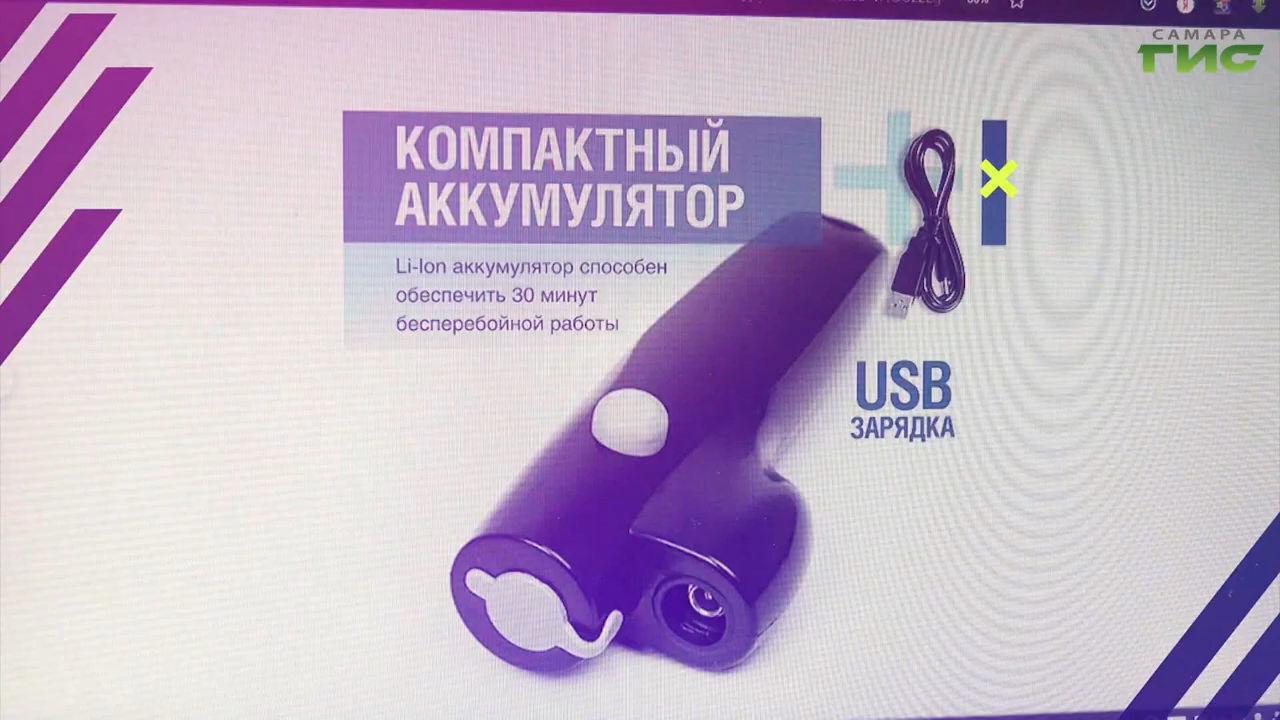 САМАРА
ГИС
КОМПАКТНЫЙ
АККУМУЛЯТОР
Li-Ion аккумулятор способен
обеспечить 30 минут
бесперебойной работы
USB
ЗАРЯДКА